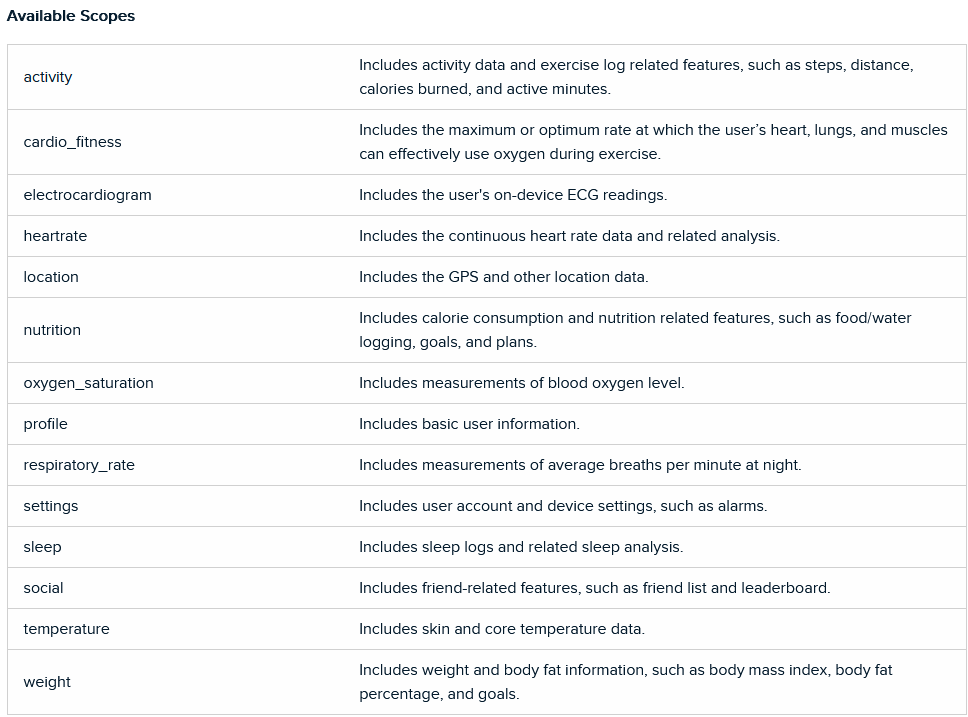 Available Scopes
activity
Includes activity data and exercise log related features, such as steps, distance,
calories burned, and active minutes.
cardio_fitness
Includes the maximum or optimum rate at which the user’s heart, lungs, and muscles
can effectively use oxygen during exercise.
electrocardiogram
Includes the user's on-device ECG readings.
heartrate
Includes the continuous heart rate data and related analysis.
location
Includes the GPS and other location data.
nutrition
Includes calorie consumption and nutrition related features, such as food/water
logging, goals, and plans.
oxygen_saturation
Includes measurements of blood oxygen level.
profile
Includes basic user information.
respiratory_rate
Includes measurements of average breaths per minute at night.
settings
Includes user account and device settings, such as alarms.
sleep
Includes sleep logs and related sleep analysis.
social
Includes friend-related features, such as friend list and leaderboard.
temperature
Includes skin and core temperature data.
weight
Includes weight and body fat information, such as body mass index, body fat
percentage, and goals.